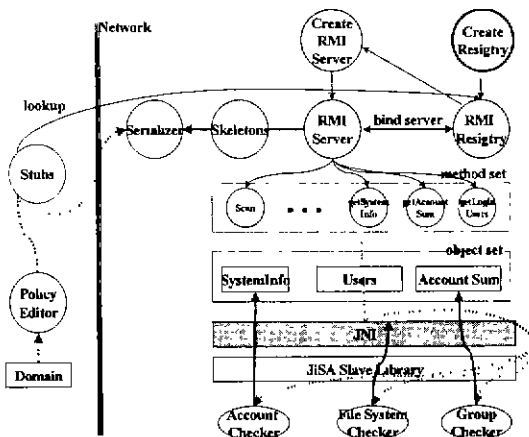 Network
Create
RMI
Server
Create
Resigtry
lookup
Serializer
Skeletons
RMI
Server
bind server
RMI
Resigtry
Stubs
method set
Scan
getSystem
Info
getAccount
Sum
getLogin
Users
object set
SystemInfo
Users
Account Sum
Policy
Editor
JNI
JiSA Slave Library
Domain
Account
Checker
File System
Checker
Group
Checker